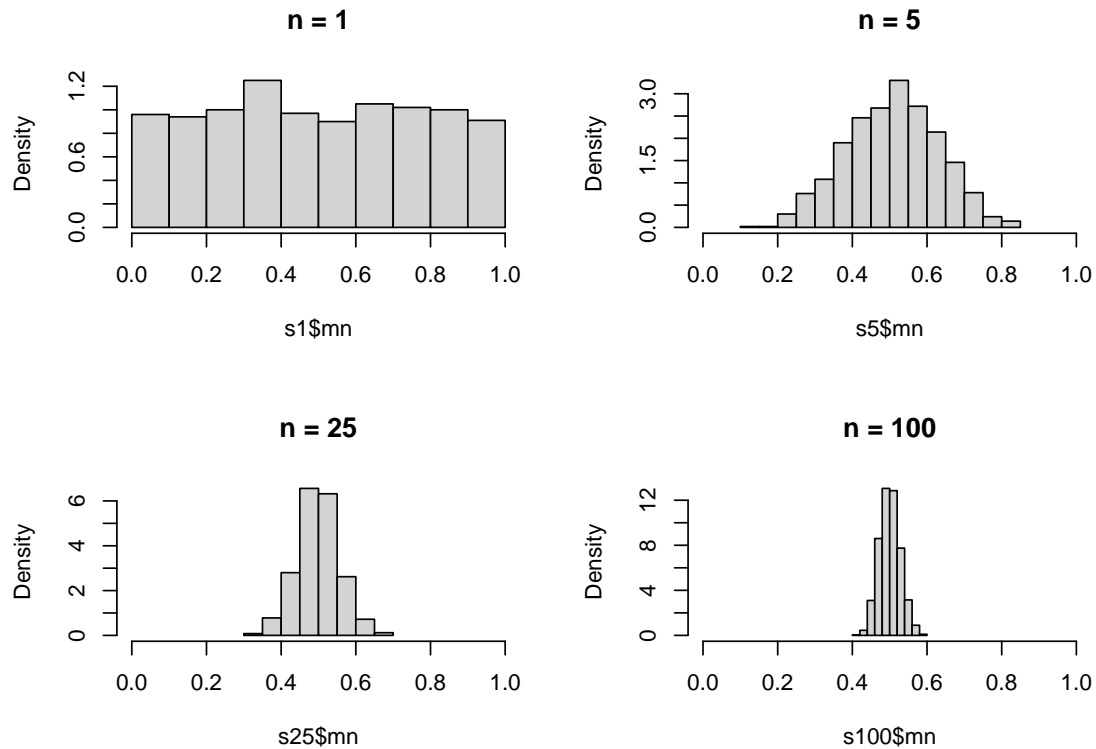 n = 1
Density
0.0 0.6 1.2
0.0 0.2 0.4 0.6 0.8 1.0
s1$mn
n = 5
Density
0.0 1.5 3.0
0.0 0.2 0.4 0.6 0.8 1.0
s5$mn
n = 25
Density
0 2 4 6
0.0 0.2 0.4 0.6 0.8 1.0
s25$mn
n = 100
Density
0 4 8 12
0.0 0.2 0.4 0.6 0.8 1.0
s100$mn